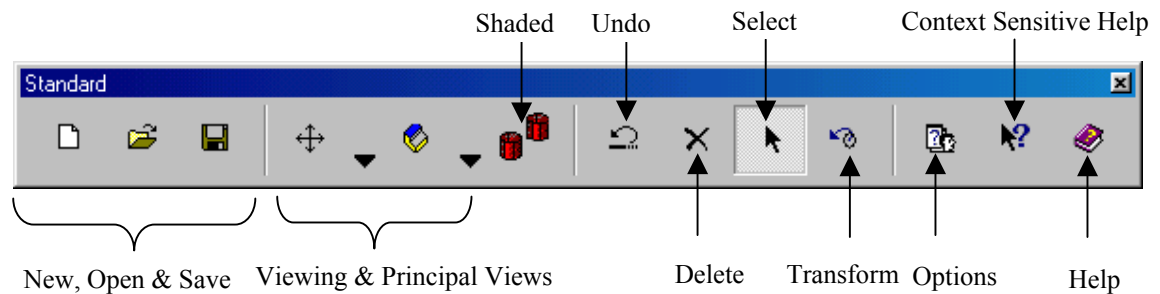 Shaded Undo Select Context Sensitive Help
Standard
New, Open & Save Viewing & Principal Views Delete Transform Options Help